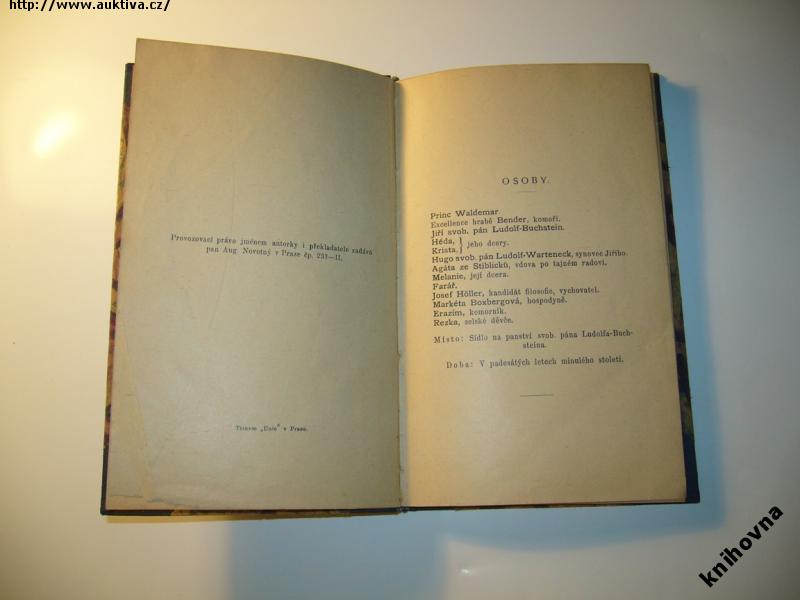 http://www.auktiva.cz/
Provozovací právo jménem autorky i překladatele zadává
pan Aug. Novotný v Praze čp. 231—II.
Tiskem „Unie“ v Praze.
OSOBY.
Princ Waldemar.
Excellence hrabě Bender, komoří.
Jiří svob. pán Ludolf-Buchstein.
Héda, }
Krista, } jeho dcery.
Hugo svob. pán Ludolf-Warteneck, synovec Jiřího.
Agáta ze Stiblicků, vdova po tajném radovi.
Melanie, její dcera.
Farář.
Josef Höller, kandidát filosofie, vychovatel.
Markéta Boxbergová, hospodyně.
Erazim, komorník.
Rezka, selské děvče.
Místo: Sídlo na panství svob. pána Ludolfa-Buch-
steina.
Doba: V padesátých letech minulého století.
knihovna